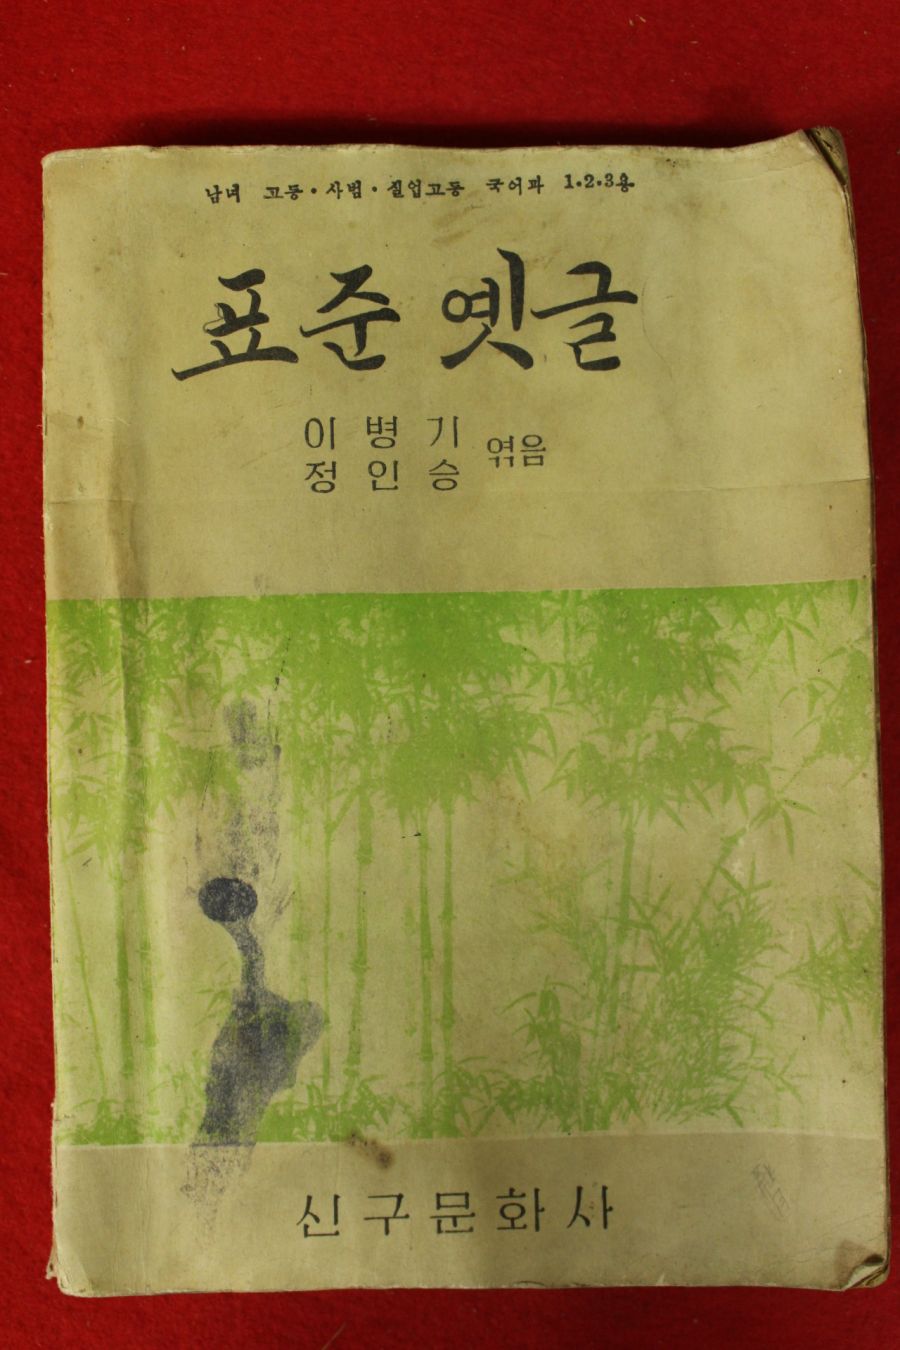 남녀 고등·사범·실업고등 국어과 1·2·3용
표준 옛글
이병기
정인승 엮음
신구문화사